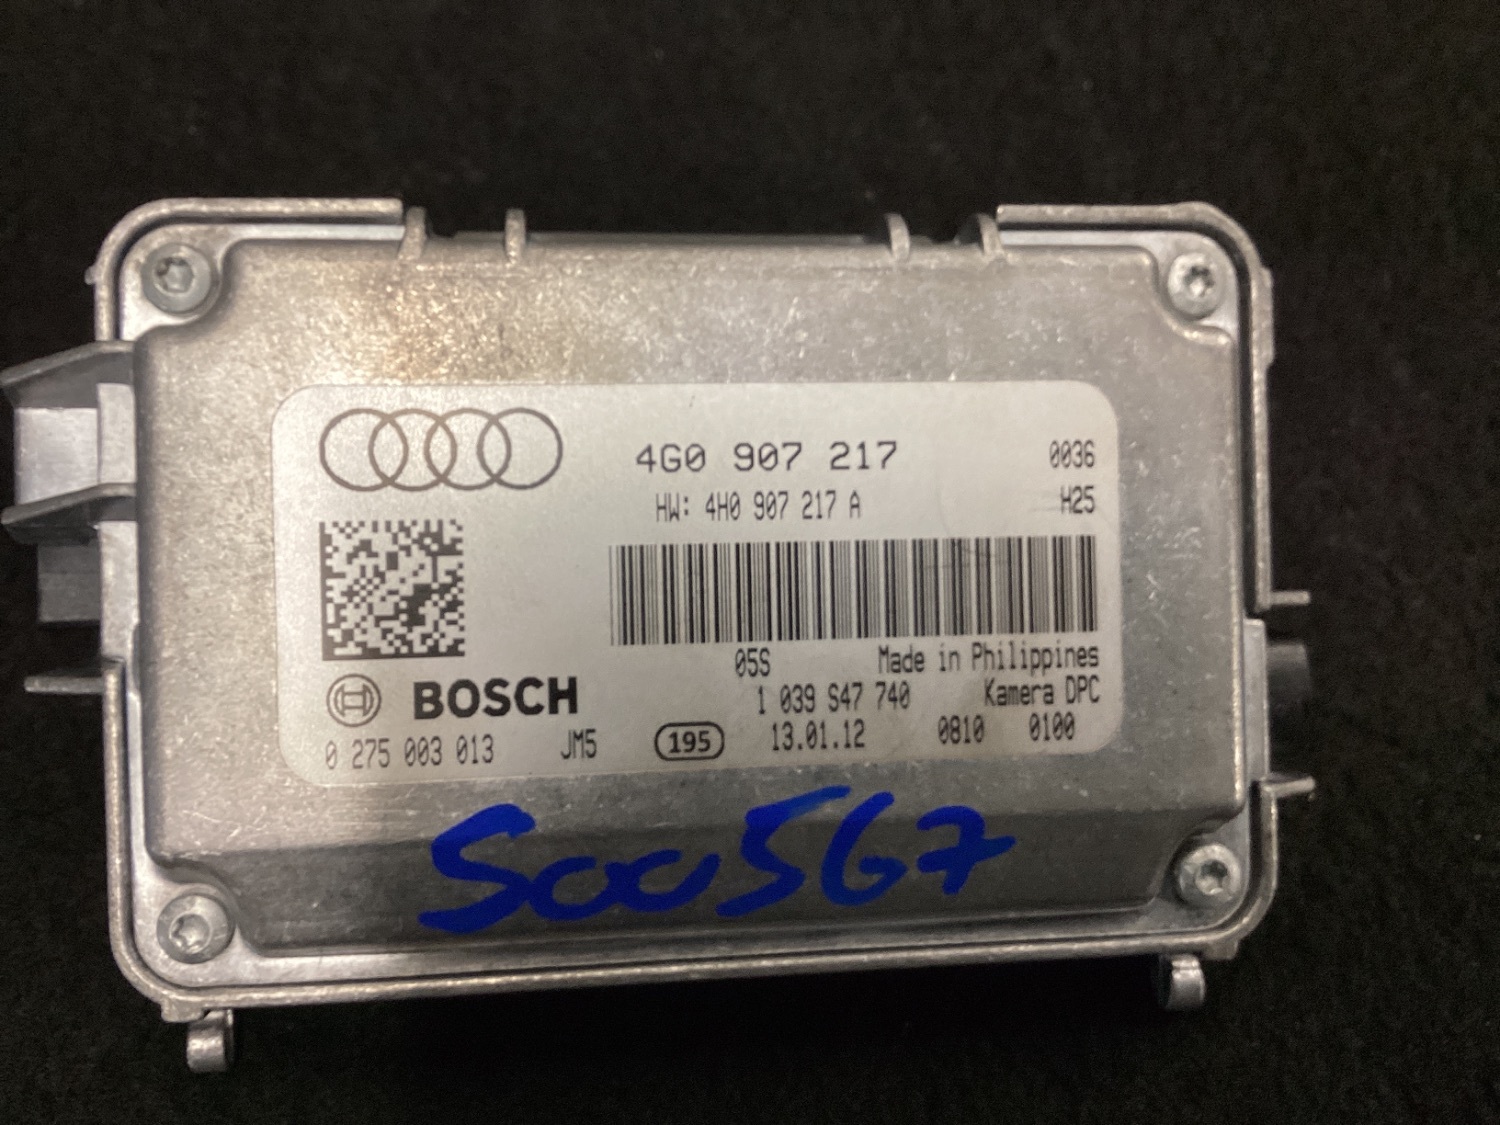 4G0 907 217 0036
HW: 4H0 907 217 A H25
05S Made in Philippines
BOSCH 1 039 S47 740 Kamera DPC
0 275 003 013 JM5 195 13.01.12 0810 0100
S00567